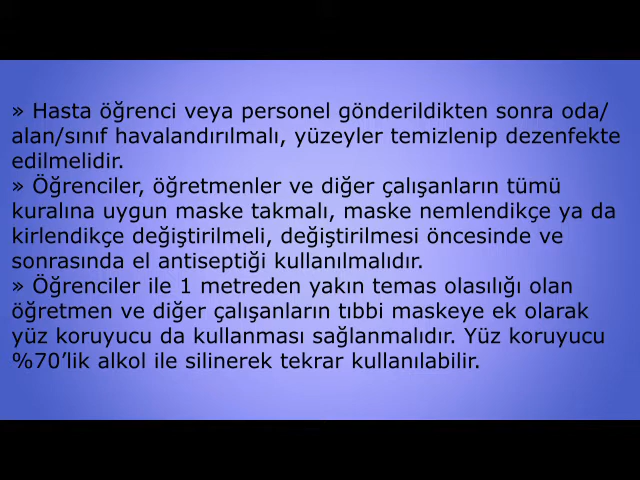 » Hasta öğrenci veya personel gönderildikten sonra oda/
alan/sınıf havalandırılmalı, yüzeyler temizlenip dezenfekte
edilmelidir.
» Öğrenciler, öğretmenler ve diğer çalışanların tümü
kuralına uygun maske takmalı, maske nemlendikçe ya da
kirlendikçe değiştirilmeli, değiştirilmesi öncesinde ve
sonrasında el antiseptiği kullanılmalıdır.
» Öğrenciler ile 1 metreden yakın temas olasılığı olan
öğretmen ve diğer çalışanların tıbbi maskeye ek olarak
yüz koruyucu da kullanması sağlanmalıdır. Yüz koruyucu
%70’lik alkol ile silinerek tekrar kullanılabilir.